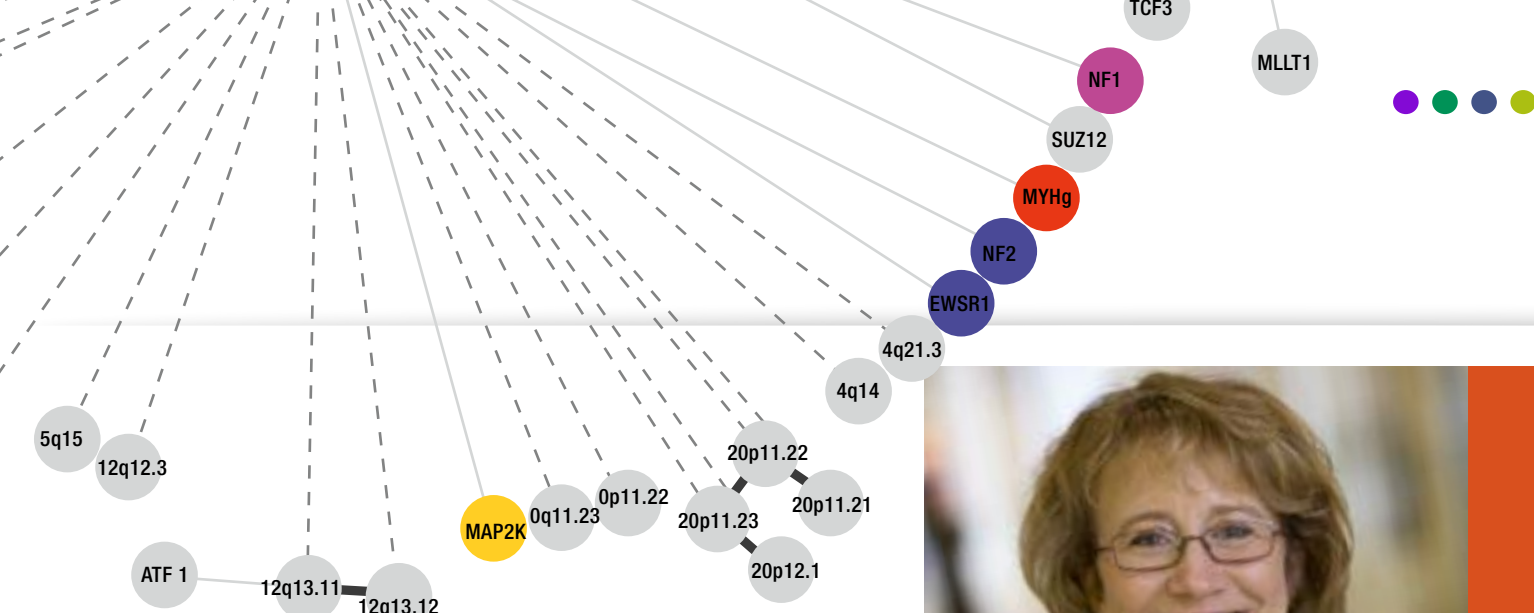 TCF3
MLLT1
NF1
SUZ12
MYHg
NF2
EWSR1
4q21.3
4q14
5q15
12q12.3
20p11.22
20p11.21
0p11.22
0q11.23
MAP2K
20p11.23
20p12.1
ATF 1
12q13.11
12q13.12